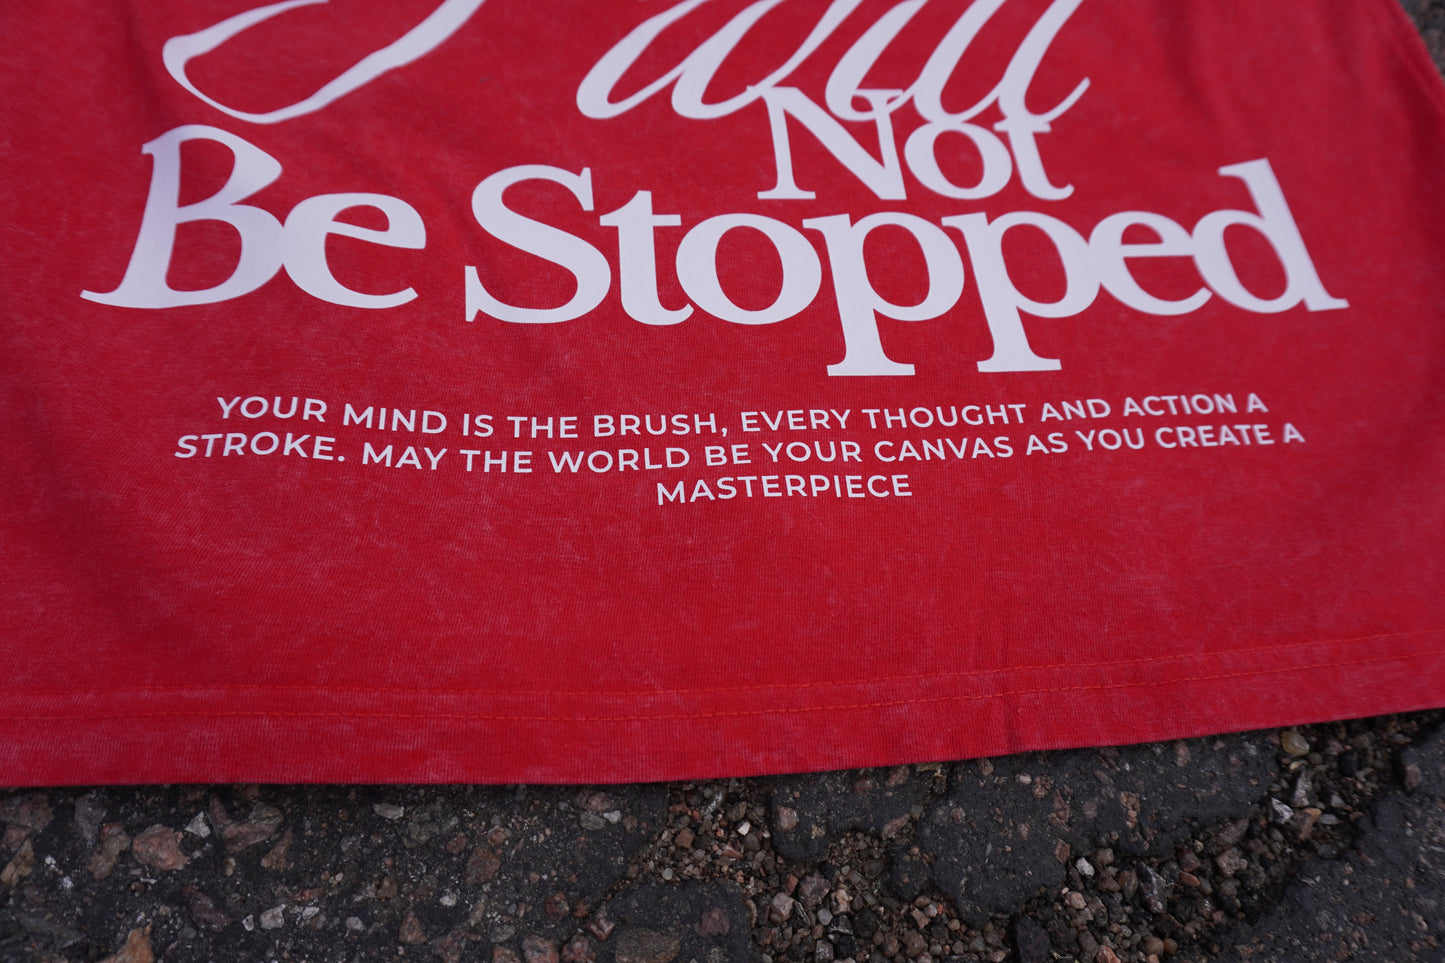 I will
Not
Be Stopped
YOUR MIND IS THE BRUSH, EVERY THOUGHT AND ACTION A
STROKE. MAY THE WORLD BE YOUR CANVAS AS YOU CREATE A
MASTERPIECE